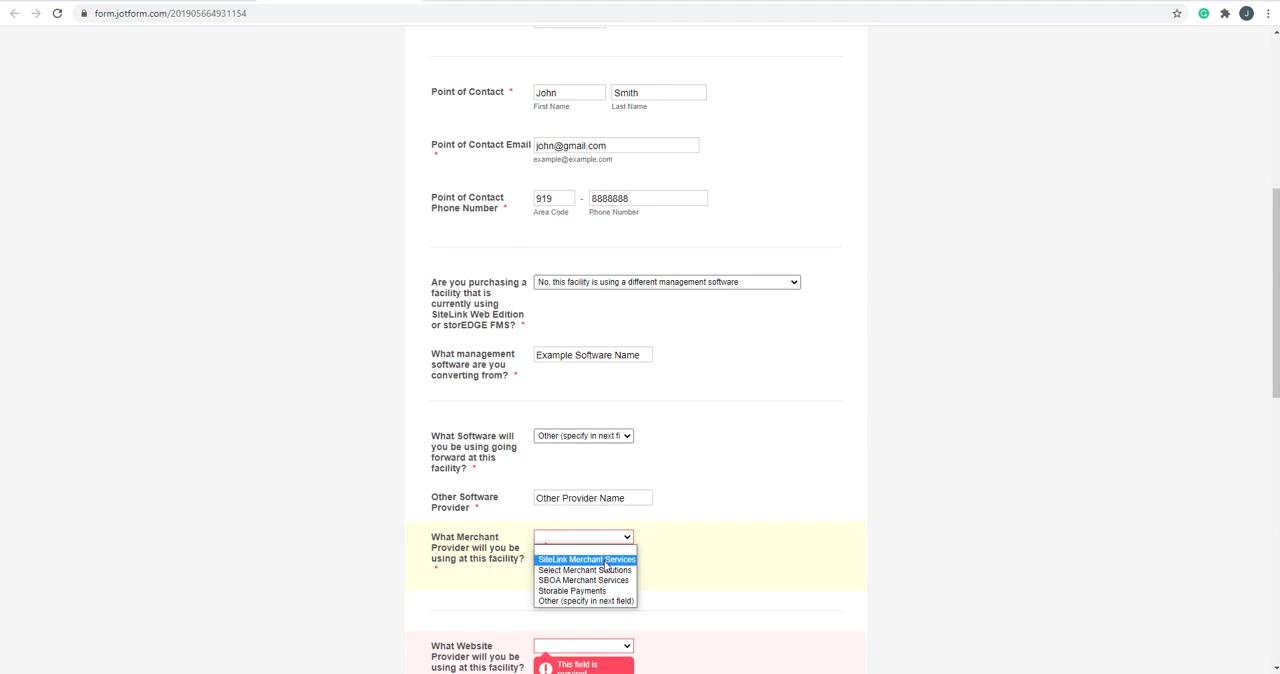 form.jotform.com/201905664931154
J
Point of Contact *
John
Smith
First Name
Last Name
Point of Contact Email
*
john@gmail.com
example@example.com
Point of Contact
Phone Number *
919
-
8888888
Area Code
Phone Number
Are you purchasing a
facility that is
currently using
SiteLink Web Edition
or storEDGE FMS? *
No, this facility is using a different management software
What management
software are you
converting from? *
Example Software Name
What Software will
you be using going
forward at this
facility? *
Other (specify in next fi
Other Software
Provider *
Other Provider Name
What Merchant
Provider will you be
using at this facility?
*
SiteLink Merchant Services
Select Merchant Solutions
SBOA Merchant Services
Storable Payments
Other (specify in next field)
What Website
Provider will you be
using at this facility?
This field is
required.